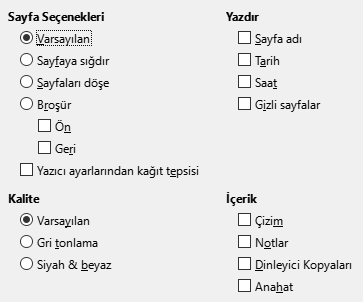 Sayfa Seçenekleri
Varsayılan
Sayfaya sığdır
Sayfaları döşe
Broşür
Ön
Geri
Yazıcı ayarlarından kağıt tepsisi
Yazdır
Sayfa adı
Tarih
Saat
Gizli sayfalar
Kalite
Varsayılan
Gri tonlama
Siyah & beyaz
İçerik
Çizim
Notlar
Dinleyici Kopyaları
Anahat